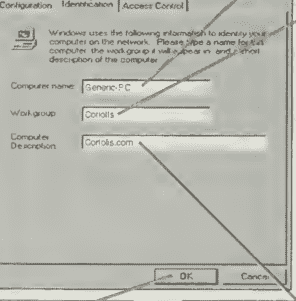 Configuration Identification Access Control
Windows uses the following information to identify your
computer on the network. Please type a name for this
computer, the workgroup it will appear in, and a short
description of the computer.
Computer name: Generic-PC
Workgroup: Coriolis
Computer
Description: Coriolis.com
OK Cancel